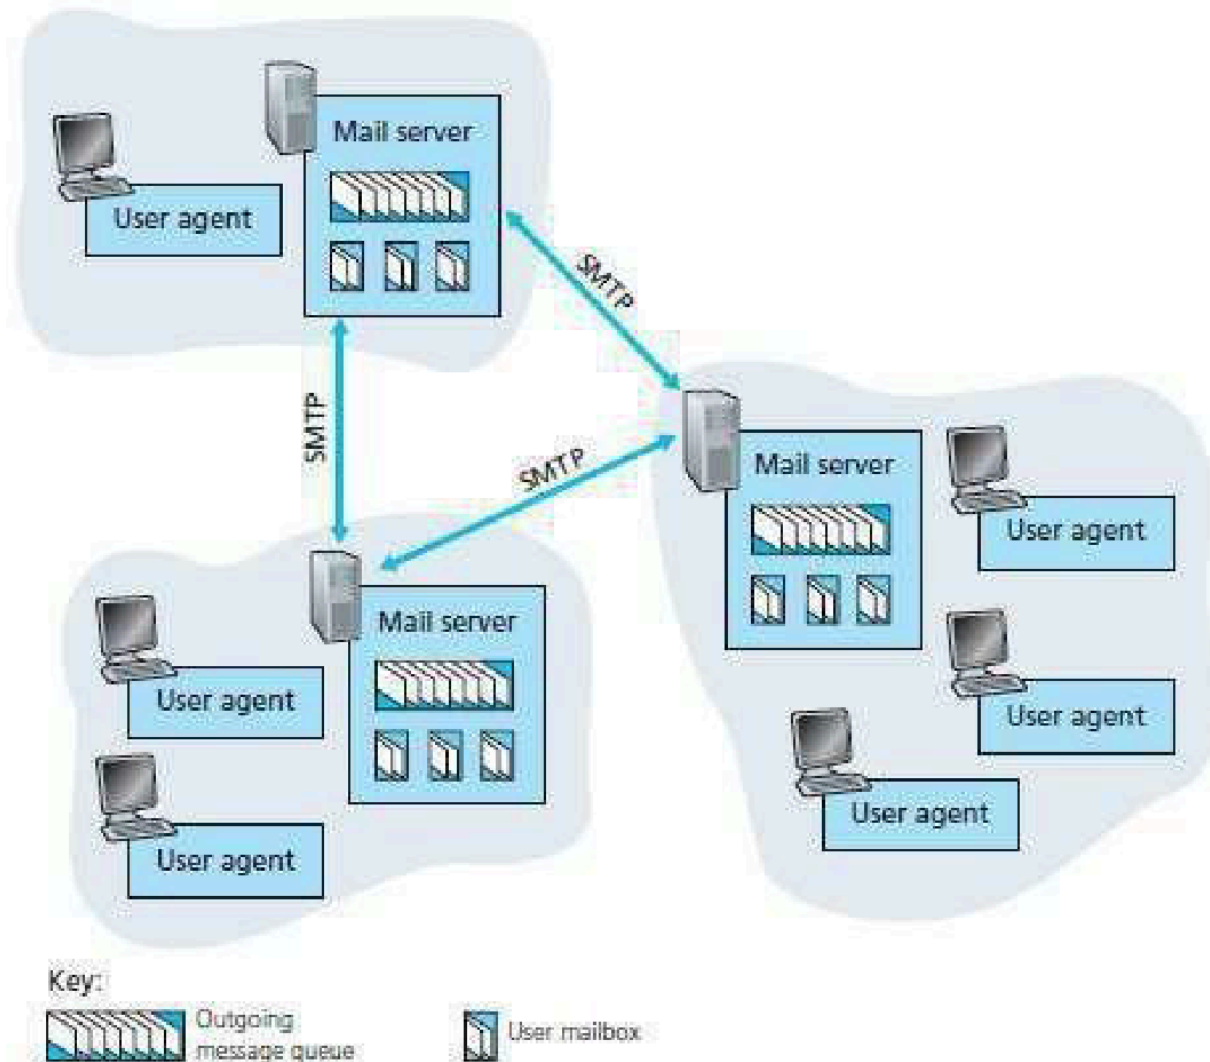 Mail server
User agent
SMTP
SMTP
SMTP
Mail server
User agent
User agent
User agent
Mail server
User agent
User agent
Key:
Outgoing
message queue
User mailbox